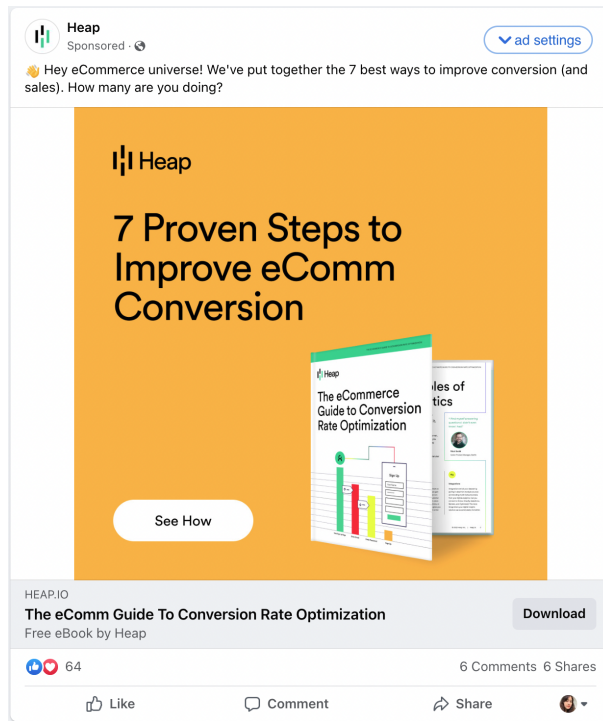 Heap
Sponsored ·
ad settings
👋 Hey eCommerce universe! We've put together the 7 best ways to improve conversion (and
sales). How many are you doing?
Heap
7 Proven Steps to
Improve eComm
Conversion
Heap
The eCommerce
Guide to Conversion
Rate Optimization
Sign Up
les of
tics
See How
HEAP.IO
The eComm Guide To Conversion Rate Optimization
Free eBook by Heap
Download
64
6 Comments 6 Shares
Like
Comment
Share